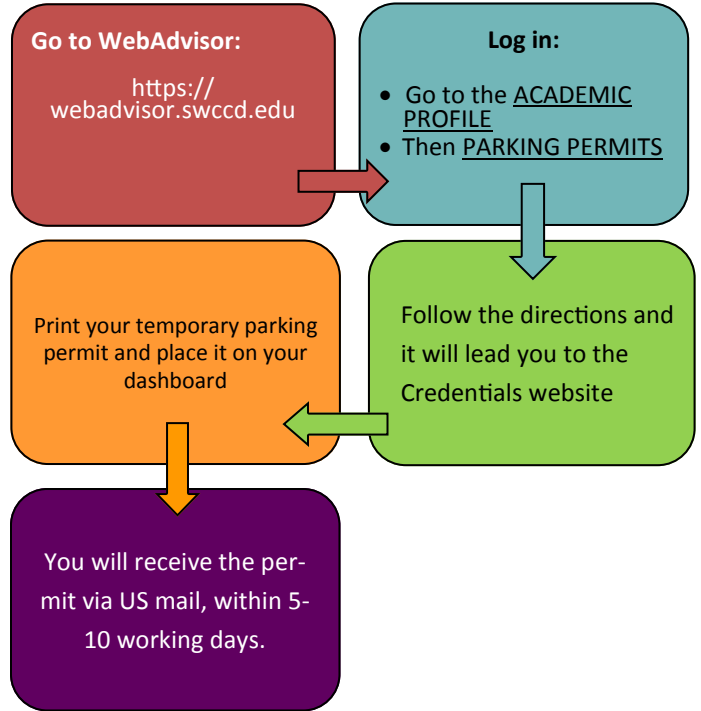 Go to WebAdvisor:
https://
webadvisor.swccd.edu
Log in:
• Go to the ACADEMIC
PROFILE
• Then PARKING PERMITS
Follow the directions and
it will lead you to the
Credentials website
Print your temporary parking
permit and place it on your
dashboard
You will receive the per-
mit via US mail, within 5-
10 working days.